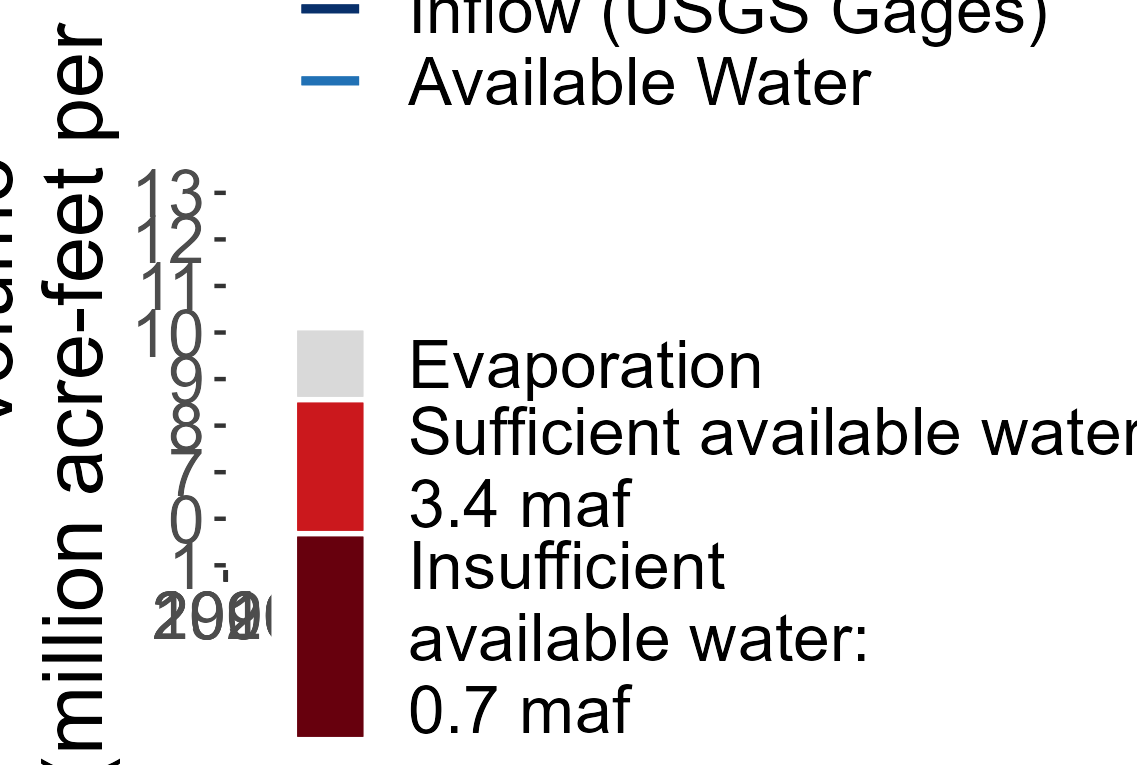 Inflow (USGS Gages)
Available Water
(million acre-feet per
13
12
11
10
9
8
7
0
1
Evaporation
Sufficient available water
3.4 maf
Insufficient
available water:
0.7 maf